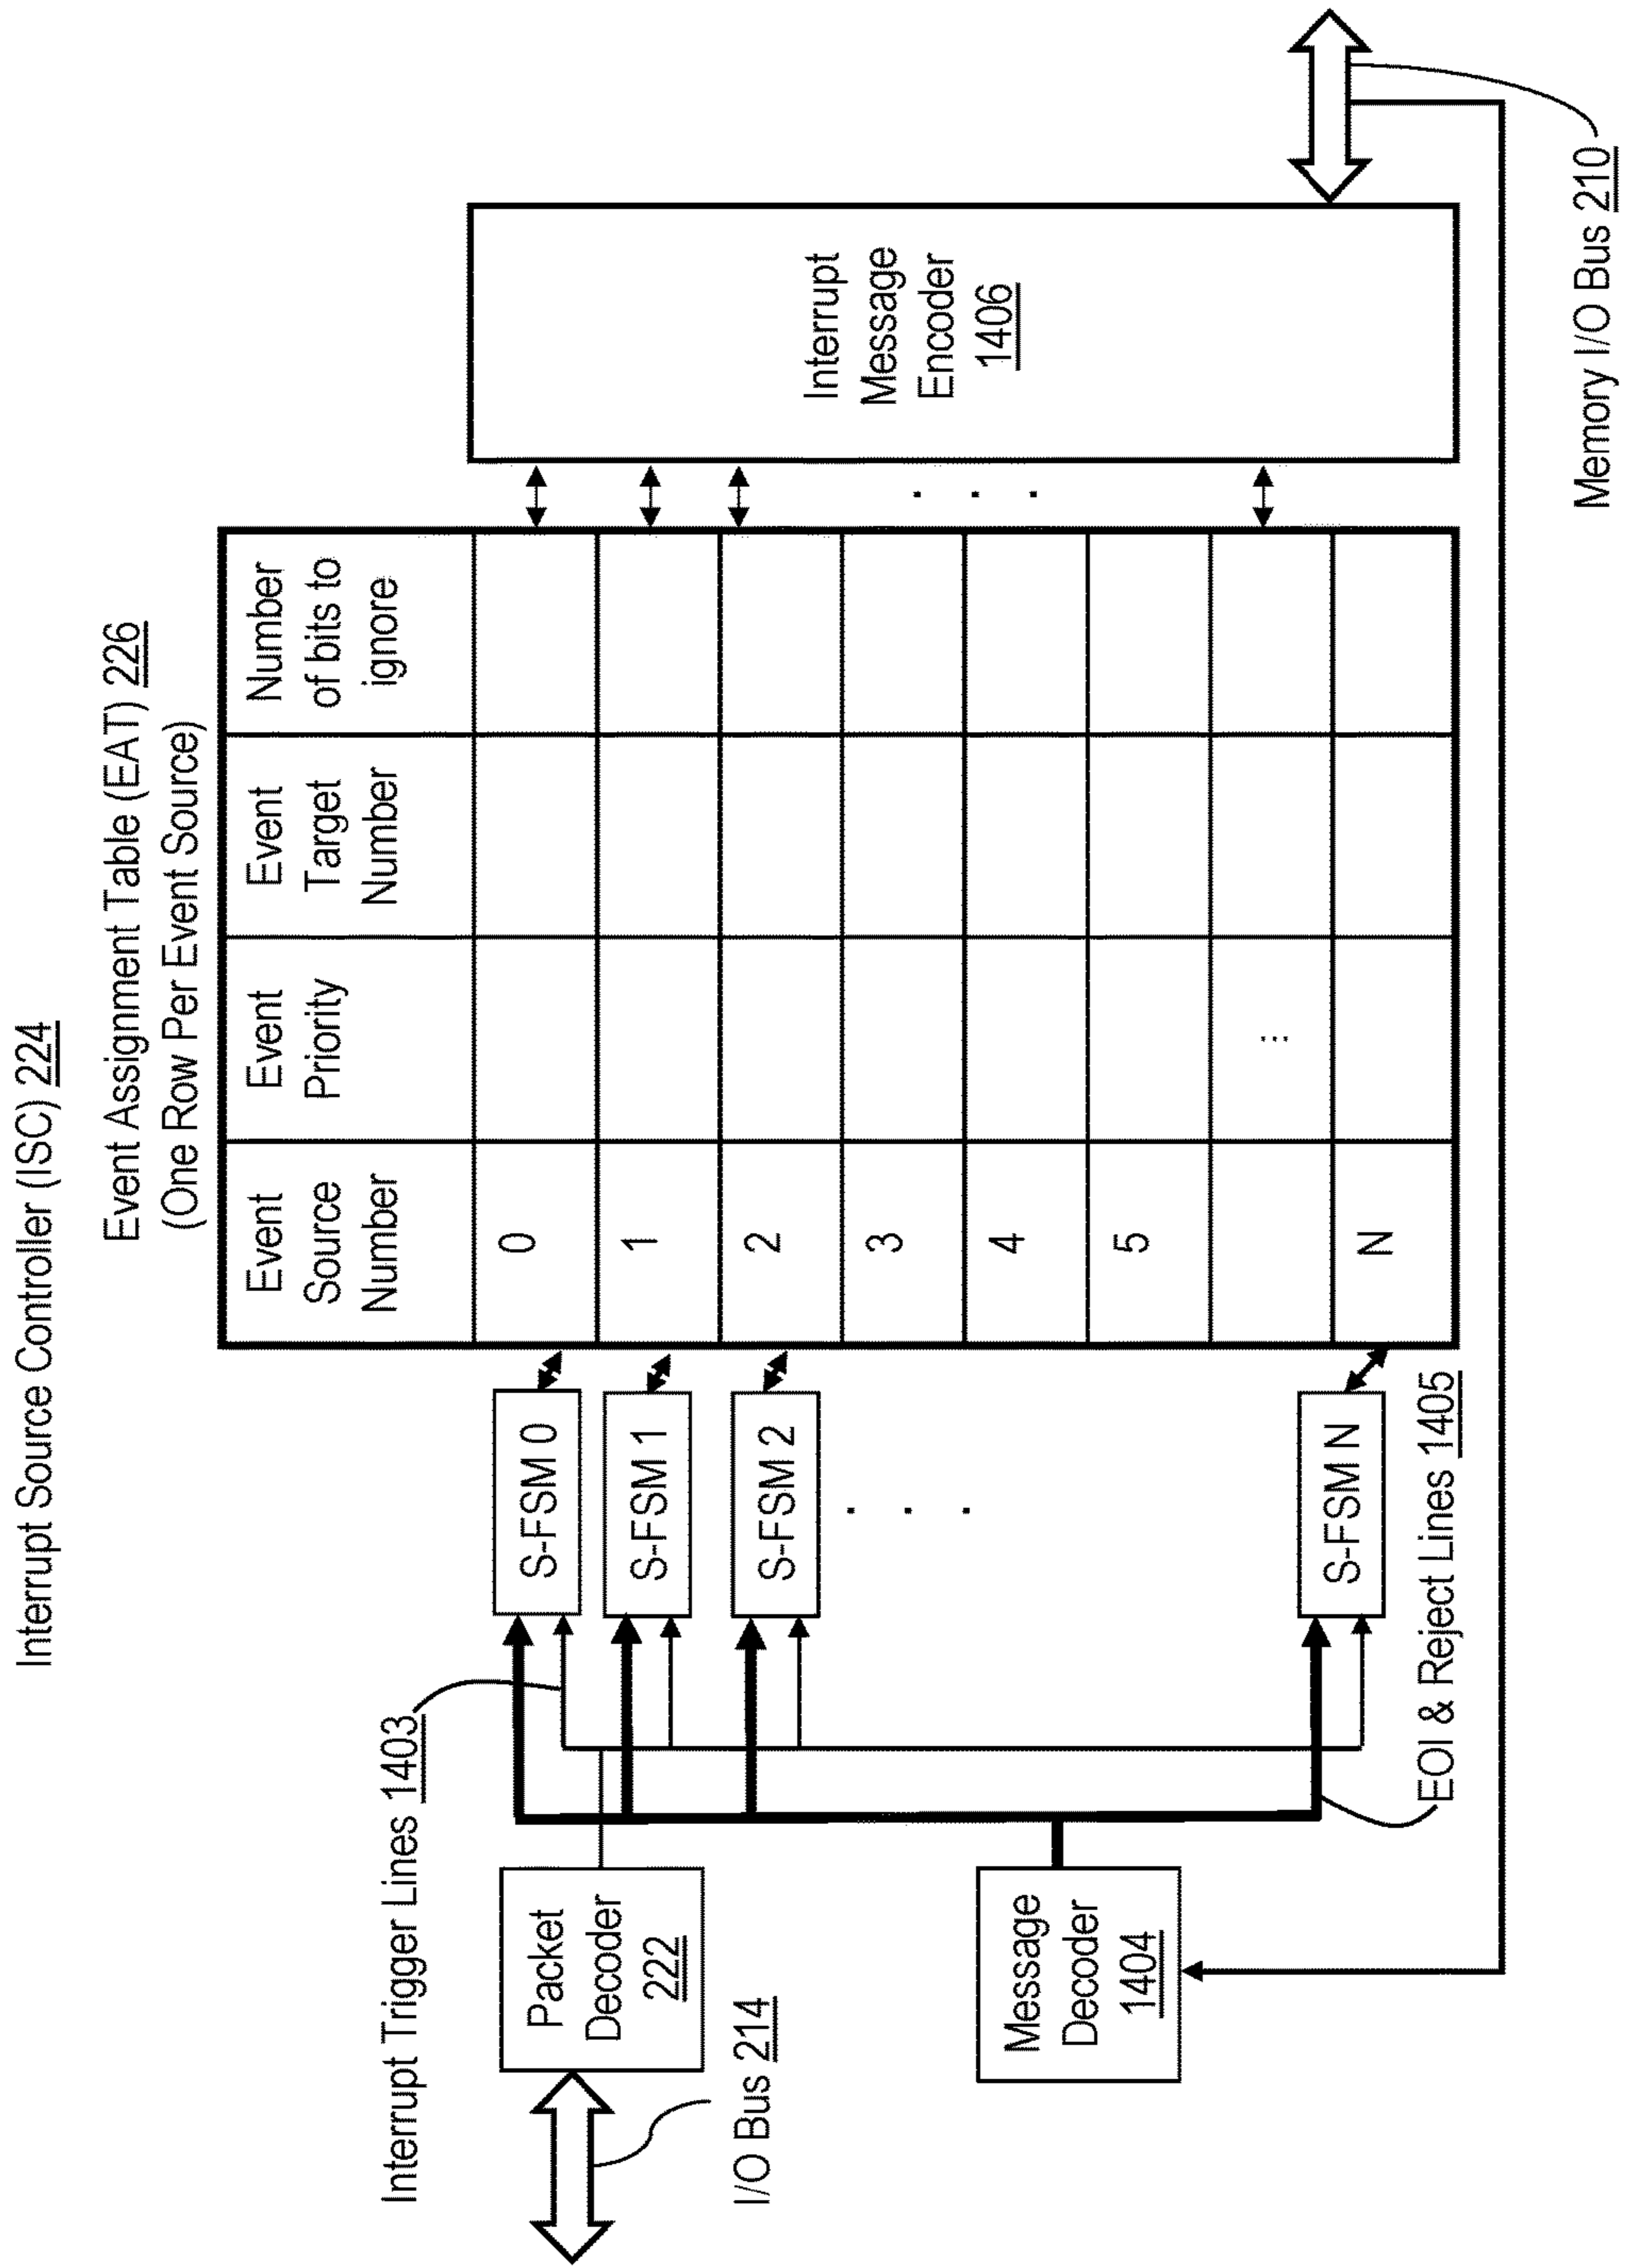 Interrupt Source Controller (ISC) 224
Event Assignment Table (EAT) 226
(One Row Per Event Source)
Interrupt Trigger Lines 1403
Packet
Decoder
222
I/O Bus 214
Message
Decoder
1404
S-FSM 0
S-FSM 1
S-FSM 2
. . .
S-FSM N
EOI & Reject Lines 1405
Event
Source
Number
Event
Priority
Event
Target
Number
Number
of bits to
ignore
0
1
2
3
4
5
...
N
. . .
Interrupt
Message
Encoder
1406
Memory I/O Bus 210